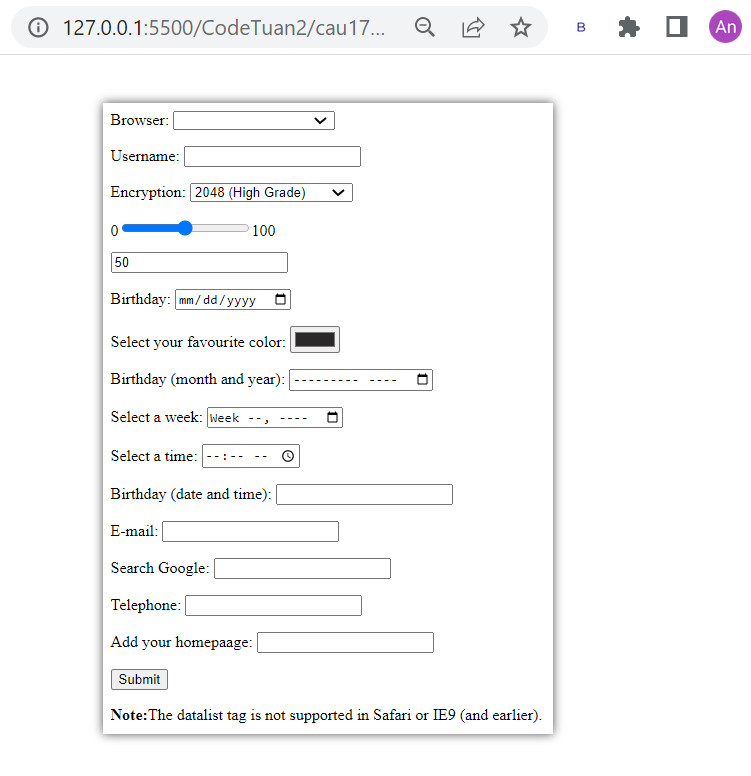 127.0.0.1:5500/CodeTuan2/cau17...
B
An
Browser:
Username:
Encryption: 2048 (High Grade)
0 100
50
Birthday: mm/dd/yyyy
Select your favourite color:
Birthday (month and year): --------- ----
Select a week: Week --, ----
Select a time: --:-- --
Birthday (date and time):
E-mail:
Search Google:
Telephone:
Add your homepaage:
Submit
Note:The datalist tag is not supported in Safari or IE9 (and earlier).